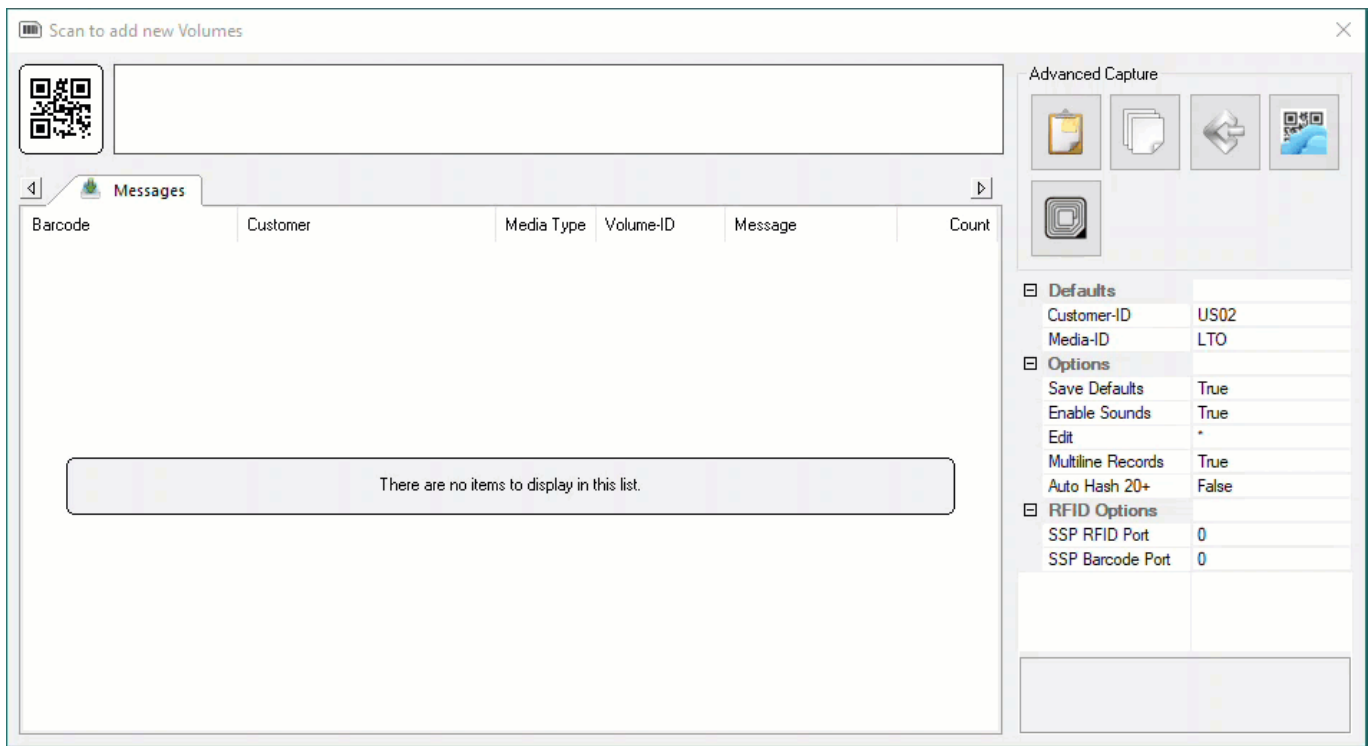 Scan to add new Volumes
Advanced Capture
Messages
Barcode Customer Media Type Volume-ID Message Count
There are no items to display in this list.
Defaults
Customer-ID US02
Media-ID LTO
Options
Save Defaults True
Enable Sounds True
Edit *
Multiline Records True
Auto Hash 20+ False
RFID Options
SSP RFID Port 0
SSP Barcode Port 0